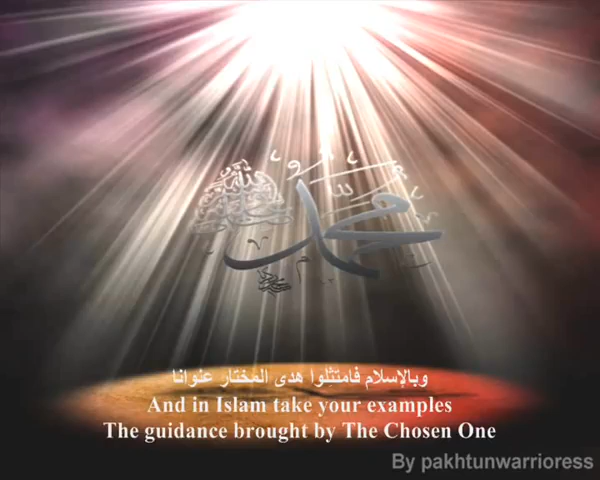 محمد
وبالإسلام فامتثلوا هدى المختار عنوانا
And in Islam take your examples
The guidance brought by The Chosen One
By pakhtunwarrioress